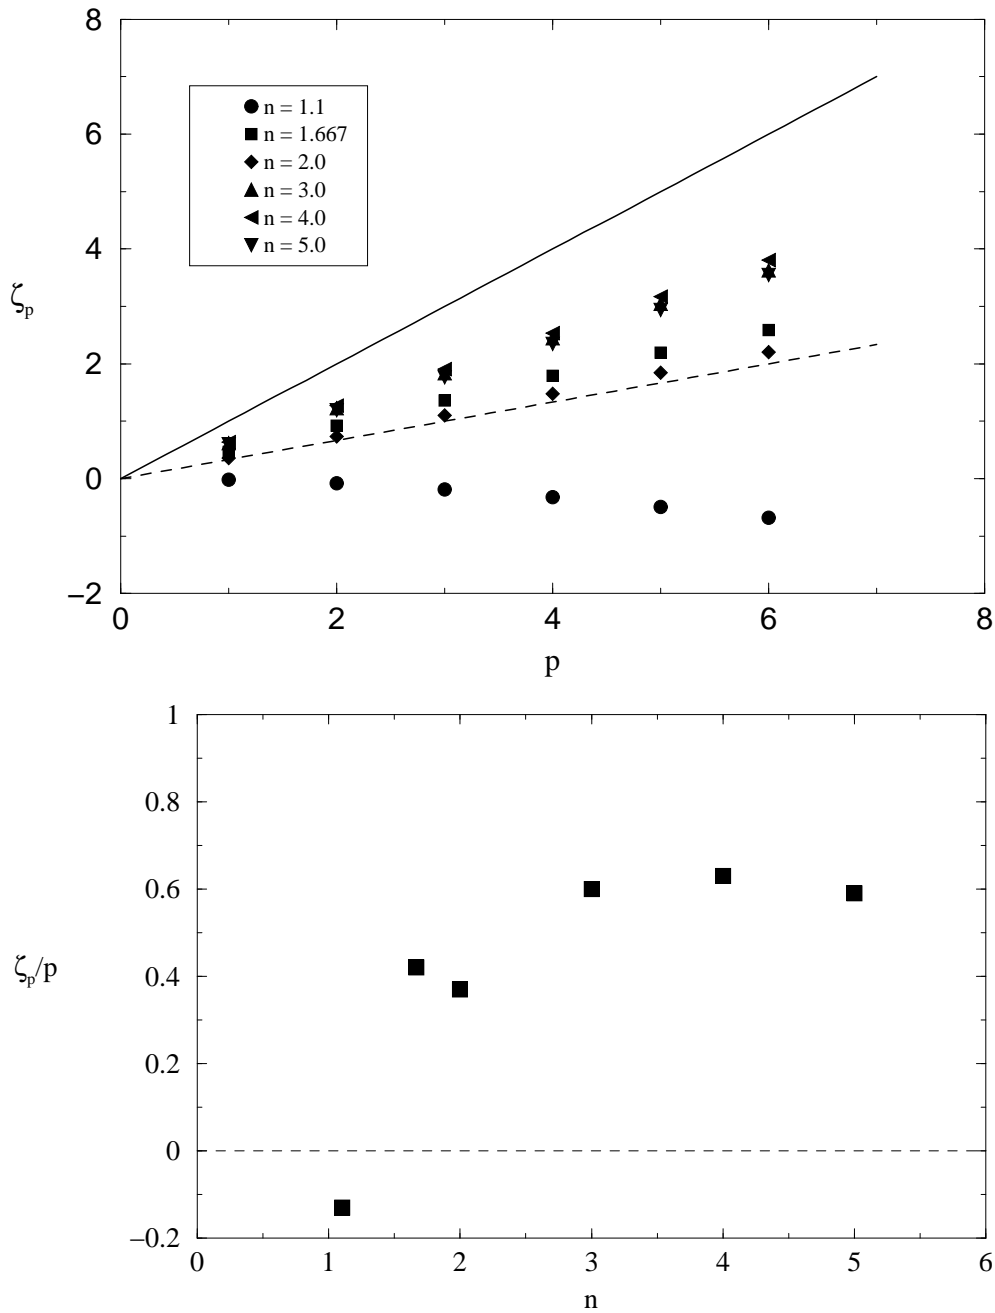 8
6
4
2
0
−2
ζp
n = 1.1
n = 1.667
n = 2.0
n = 3.0
n = 4.0
n = 5.0
0 2 4 6 8
p
1
0.8
0.6
0.4
0.2
0
−0.2
ζp/p
0 1 2 3 4 5 6
n